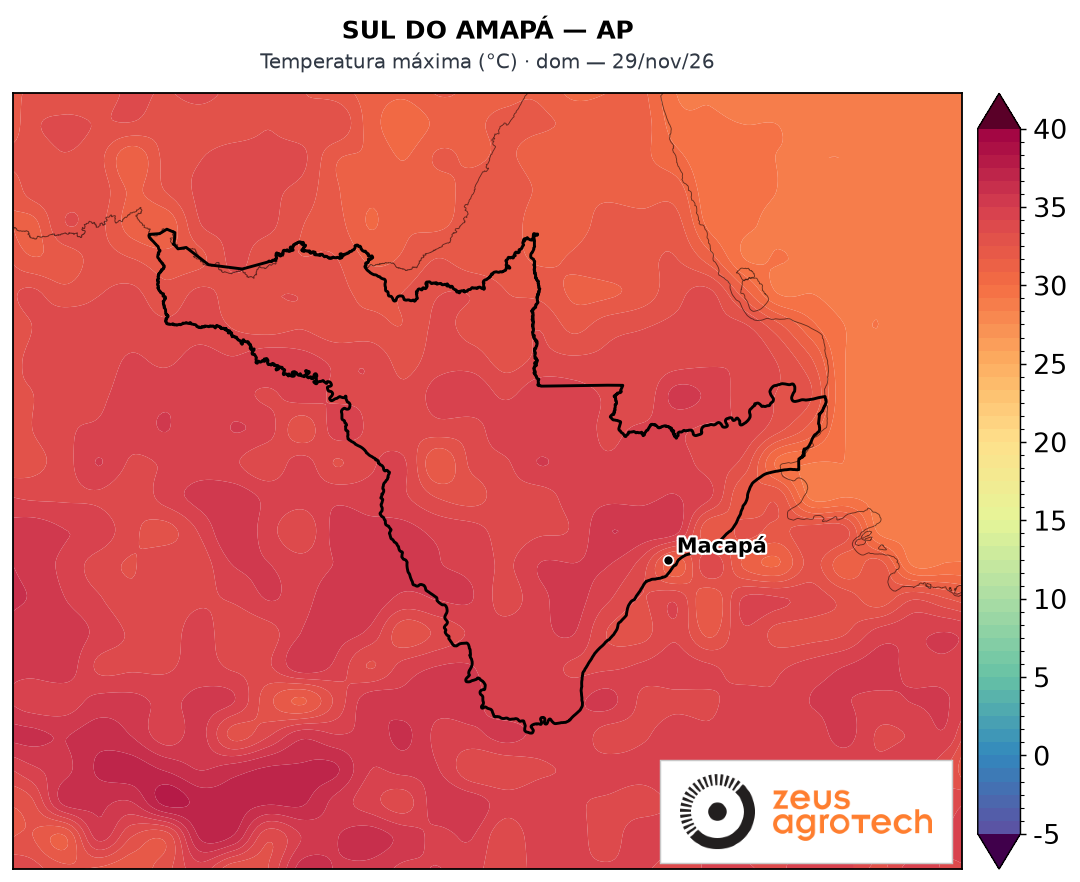 SUL DO AMAPÁ — AP
Temperatura máxima (°C) · dom — 29/nov/26
40
35
30
25
20
15
10
5
0
-5
Macapá
zeus
agrotech